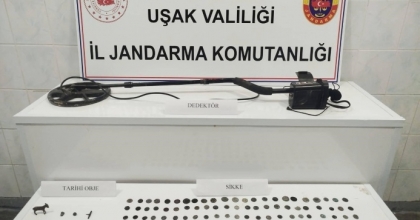 UŞAK VALİLİĞİ
İL JANDARMA KOMUTANLIĞI
DEDEKTÖR
TARİHİ OBJE
SİKKE